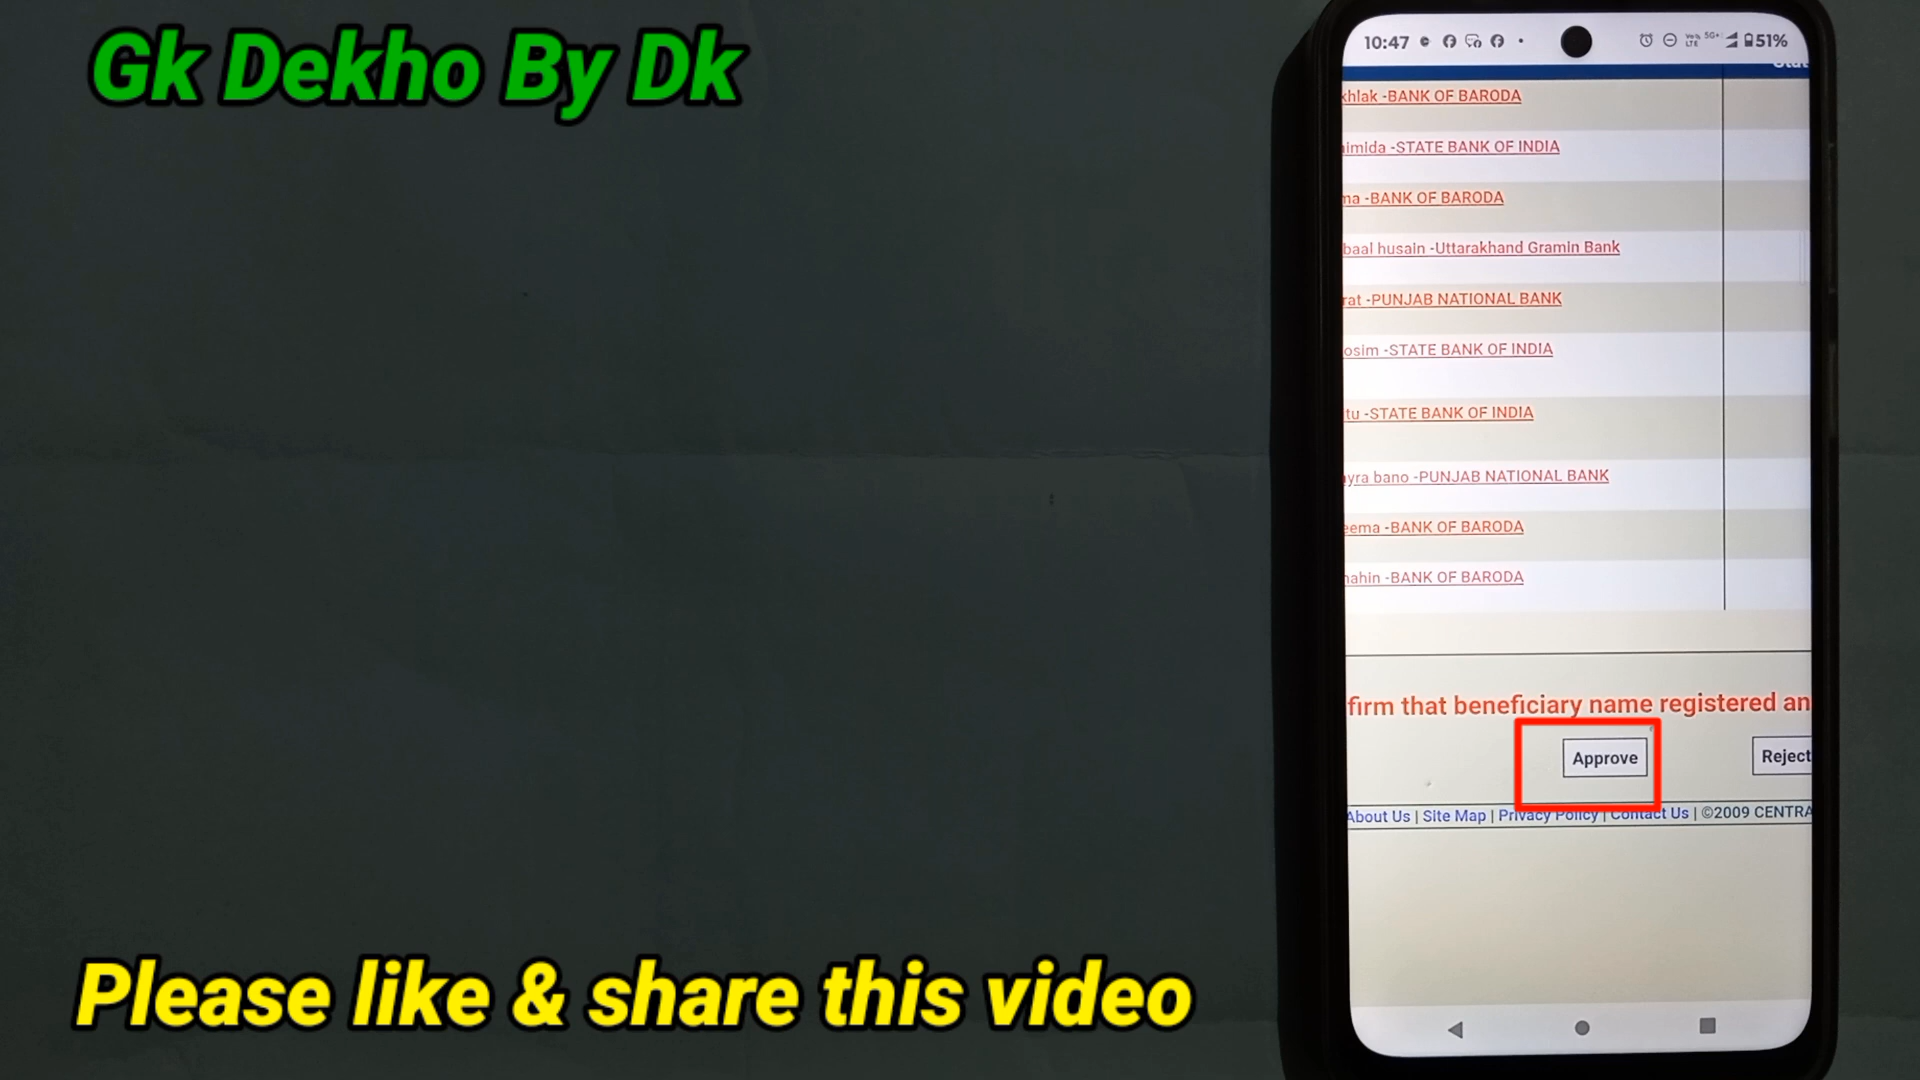 Gk Dekho By Dk
10:47
5G+
51%
khlak -BANK OF BARODA
imida -STATE BANK OF INDIA
ma -BANK OF BARODA
baal husain -Uttarakhand Gramin Bank
rat -PUNJAB NATIONAL BANK
osim -STATE BANK OF INDIA
tu -STATE BANK OF INDIA
yra bano -PUNJAB NATIONAL BANK
eema -BANK OF BARODA
nahin -BANK OF BARODA
firm that beneficiary name registered an
Approve
Reject
About Us | Site Map | Privacy Policy | Contact Us | ©2009 CENTRA
Please like & share this video